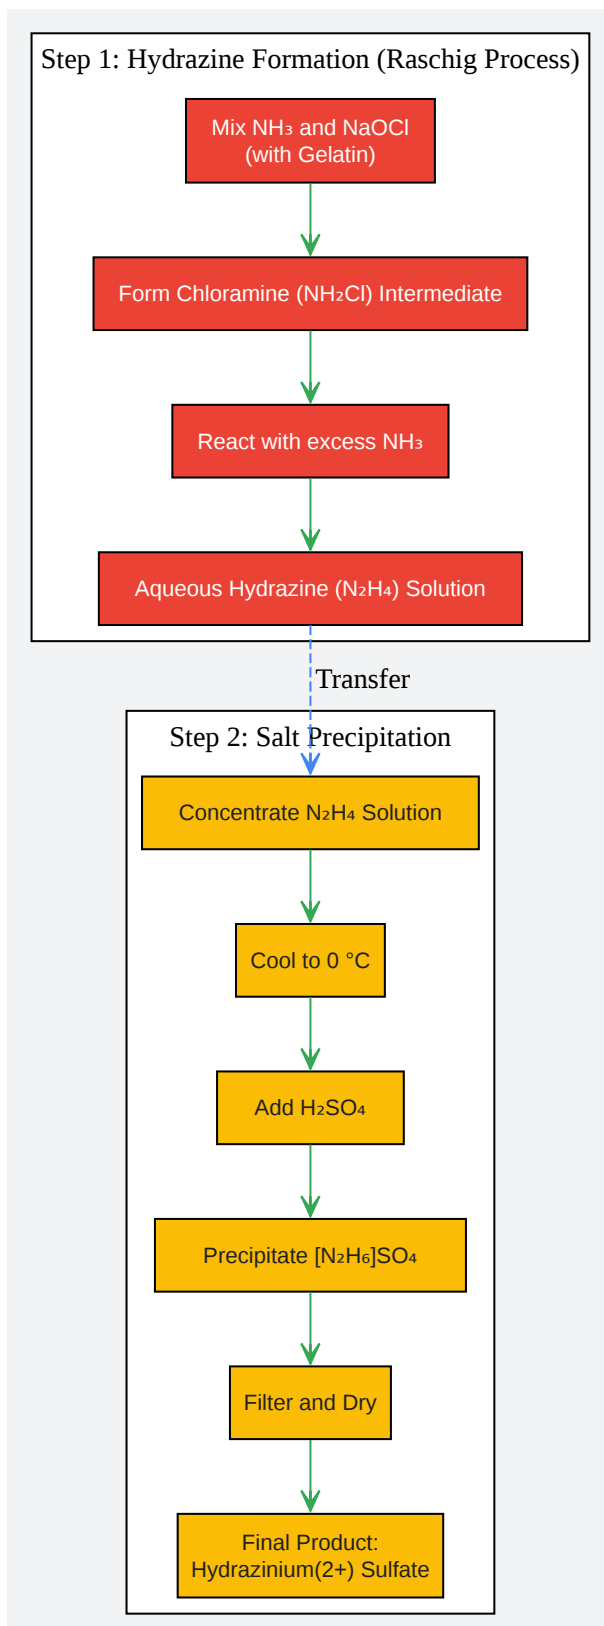 Step 1: Hydrazine Formation (Raschig Process)
Mix NH₃ and NaOCl
(with Gelatin)
Form Chloramine (NH₂Cl) Intermediate
React with excess NH₃
Aqueous Hydrazine (N₂H₄) Solution
Transfer
Step 2: Salt Precipitation
Concentrate N₂H₄ Solution
Cool to 0 °C
Add H₂SO₄
Precipitate [N₂H₆]SO₄
Filter and Dry
Final Product:
Hydrazinium(2+) Sulfate